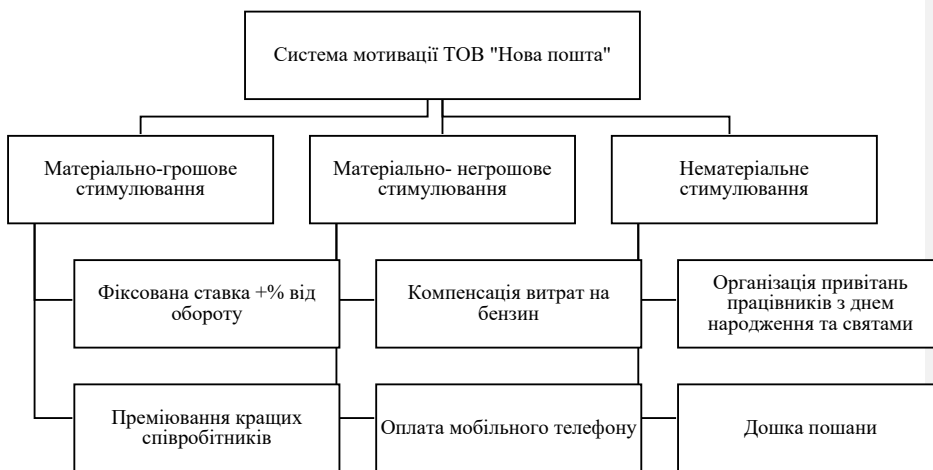 Система мотивації ТОВ "Нова пошта"
Матеріально-грошове
стимулювання
Матеріально- негрошове
стимулювання
Нематеріальне
стимулювання
Фіксована ставка +% від
обороту
Компенсація витрат на
бензин
Організація привітань
працівників з днем
народження та святами
Преміювання кращих
співробітників
Оплата мобільного телефону
Дошка пошани